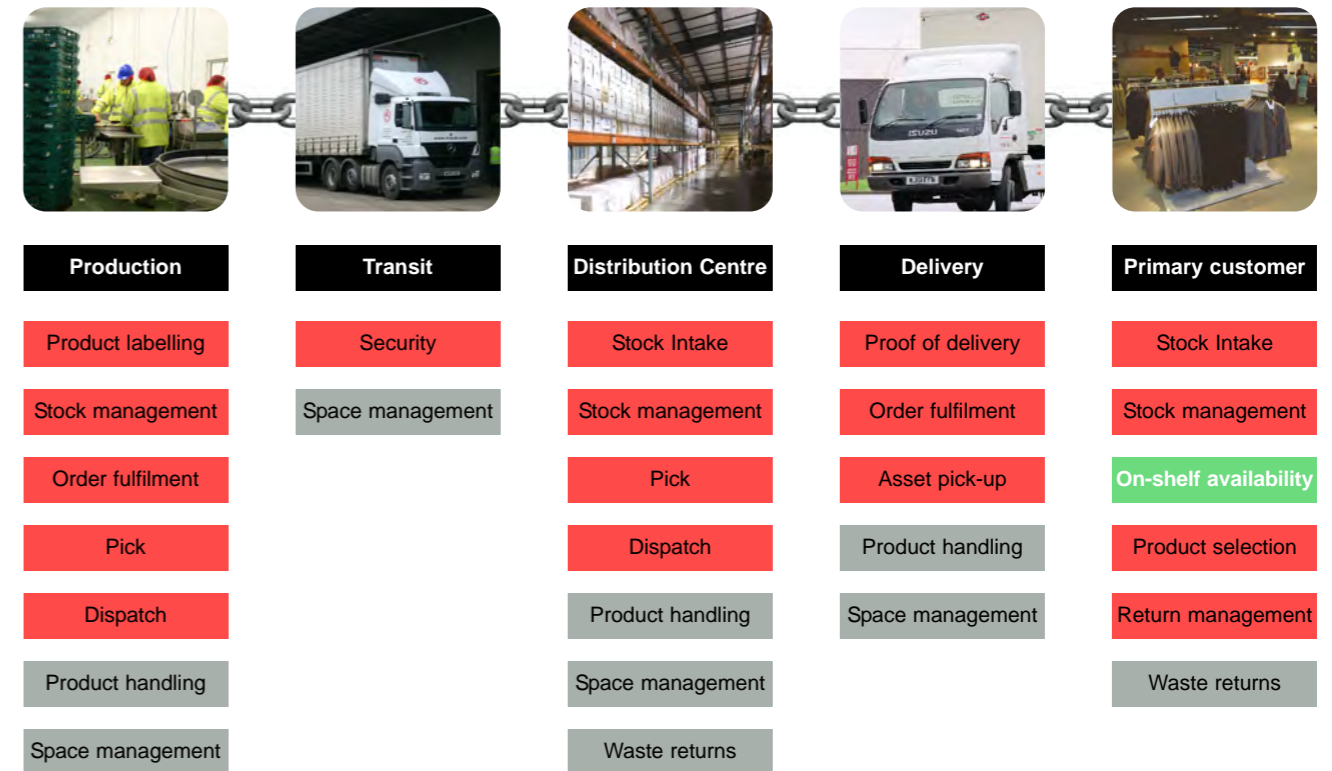 ISUZU
Production
Transit
Distribution Centre
Delivery
Primary customer
Product labelling
Security
Stock Intake
Proof of delivery
Stock Intake
Stock management
Space management
Stock management
Order fulfilment
Stock management
Order fulfilment
Pick
Asset pick-up
On-shelf availability
Pick
Dispatch
Product handling
Product selection
Dispatch
Product handling
Space management
Return management
Product handling
Space management
Waste returns
Space management
Waste returns